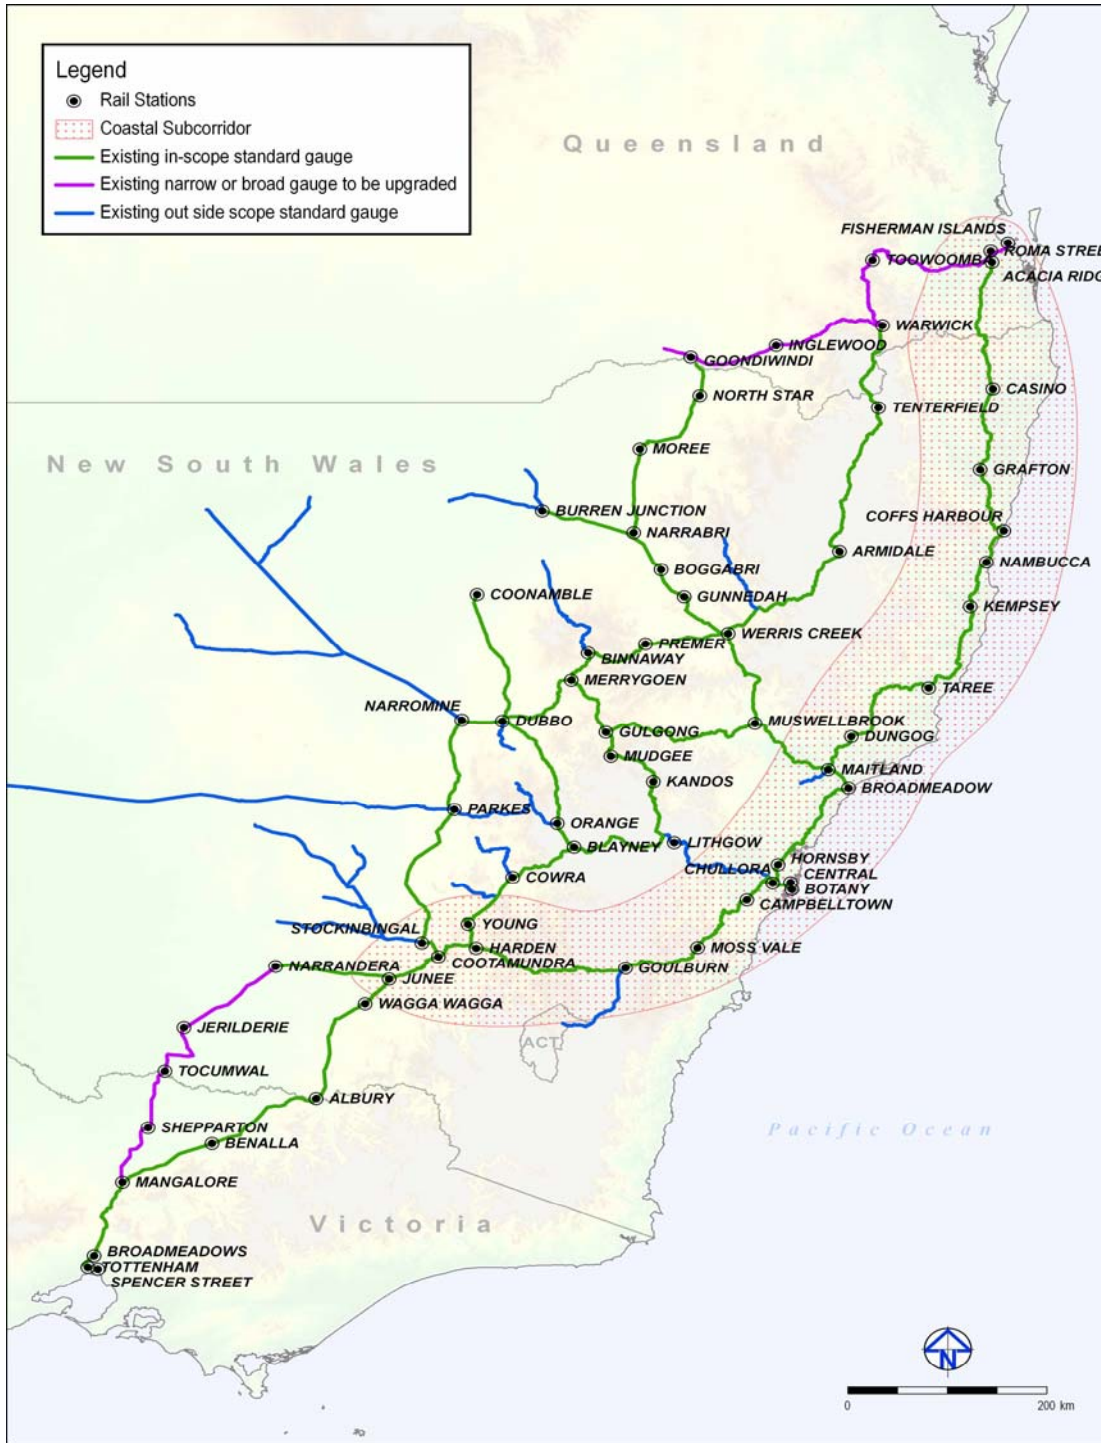 Legend
Rail Stations
Coastal Subcorridor
Existing in-scope standard gauge
Existing narrow or broad gauge to be upgraded
Existing out side scope standard gauge
Queensland
FISHERMAN ISLANDS
ROMA STREE
TOOWOOMB
ACACIA RIDG
WARWICK
INGLEWOOD
GOONDIWINDI
NORTH STAR
CASINO
TENTERFIELD
New South Wales
MOREE
GRAFTON
BURREN JUNCTION
COFFS HARBOUR
NARRABRI
ARMIDALE
NAMBUCCA
BOGGABRI
COONAMBLE
GUNNEDAH
KEMPSEY
WERRIS CREEK
PREMER
BINNAWAY
MERRYGOEN
TAREE
NARROMINE
DUBBO
MUSWELLBROOK
GULGONG
DUNGOG
MUDGEE
MAITLAND
KANDOS
BROADMEADOW
PARKES
ORANGE
LITHGOW
BLAYNEY
HORNSBY
CHULLORA
CENTRAL
COWRA
BOTANY
CAMPBELLTOWN
YOUNG
STOCKINBINGAL
HARDEN
MOSS VALE
COOTAMUNDRA
NARRANDERA
GOULBURN
JUNEE
WAGGA WAGGA
JERILDERIE
ACT
TOCUMWAL
ALBURY
SHEPPARTON
Pacific Ocean
BENALLA
MANGALORE
Victoria
BROADMEADOWS
TOTTENHAM
SPENCER STREET
N
0
200 km